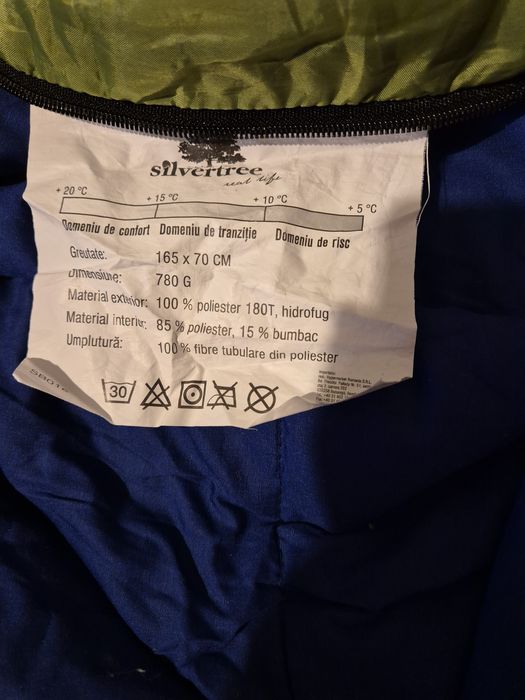 silvertree
real life
+ 20 °C + 15 °C + 10 °C + 5 °C
Domeniu de confort Domeniu de tranziție Domeniu de risc
Greutate: 165 x 70 CM
Dimensiune: 780 G
Material exterior: 100 % poliester 180T, hidrofug
Material interior: 85 % poliester, 15 % bumbac
Umplutură: 100 % fibre tubulare din poliester
30